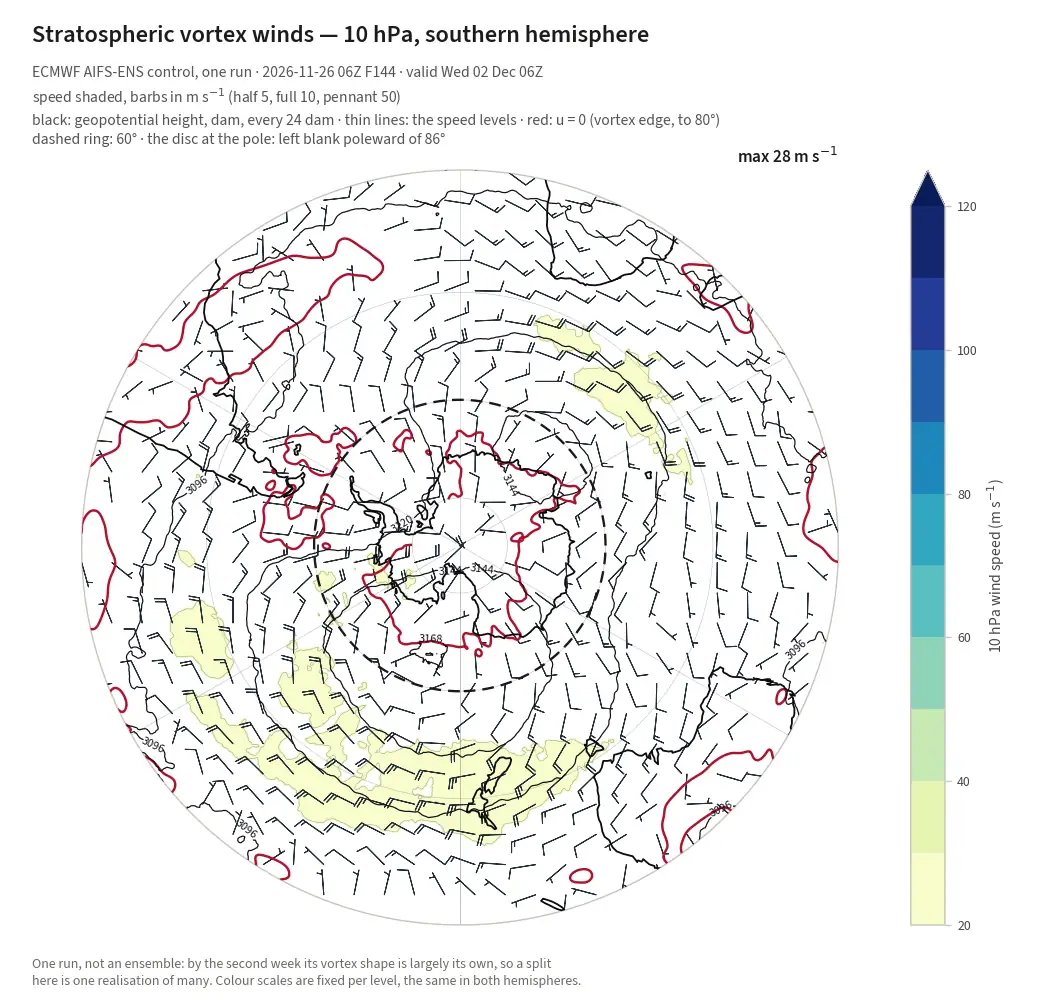 Stratospheric vortex winds — 10 hPa, southern hemisphere
ECMWF AIFS-ENS control, one run · 2026-11-26 06Z F144 · valid Wed 02 Dec 06Z
speed shaded, barbs in m s⁻¹ (half 5, full 10, pennant 50)
black: geopotential height, dam, every 24 dam · thin lines: the speed levels · red: u = 0 (vortex edge, to 80°)
dashed ring: 60° · the disc at the pole: left blank poleward of 86°
max 28 m s⁻¹
120
100
80
60
40
20
10 hPa wind speed (m s⁻¹)
3096
3144
3120
3144
3144
3168
3096
3096
3096
3096
One run, not an ensemble: by the second week its vortex shape is largely its own, so a split
here is one realisation of many. Colour scales are fixed per level, the same in both hemispheres.